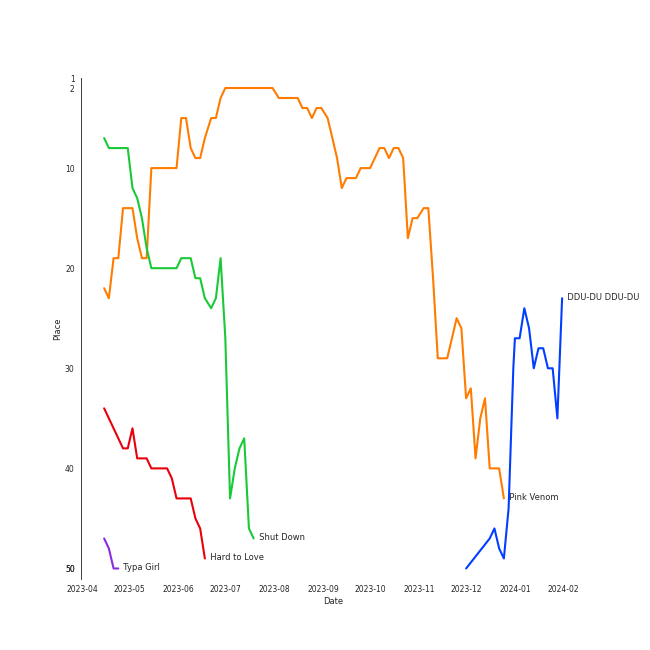 1
2
10
20
30
40
50
Place
DDU-DU DDU-DU
Pink Venom
Shut Down
Hard to Love
Typa Girl
2023-04 2023-05 2023-06 2023-07 2023-08 2023-09 2023-10 2023-11 2023-12 2024-01 2024-02
Date